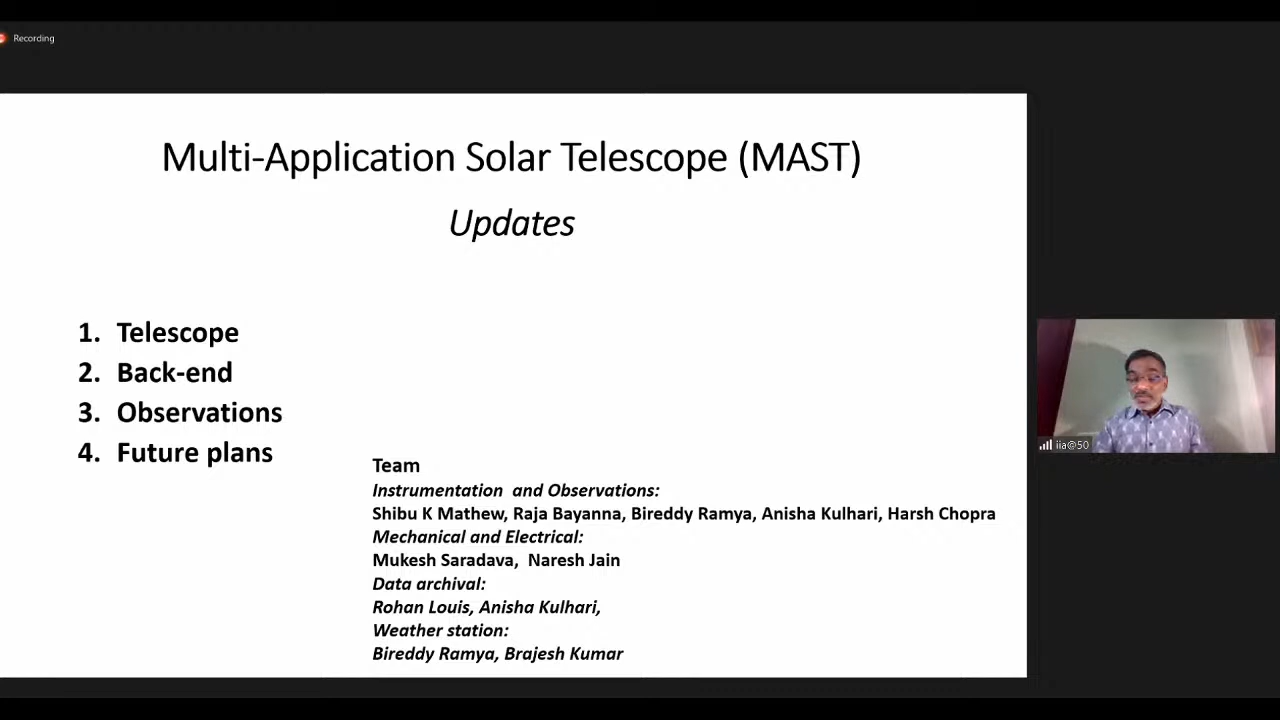 Recording
Multi-Application Solar Telescope (MAST)
Updates
1. Telescope
2. Back-end
3. Observations
4. Future plans
Team
Instrumentation and Observations:
Shibu K Mathew, Raja Bayanna, Bireddy Ramya, Anisha Kulhari, Harsh Chopra
Mechanical and Electrical:
Mukesh Saradava, Naresh Jain
Data archival:
Rohan Louis, Anisha Kulhari,
Weather station:
Bireddy Ramya, Brajesh Kumar
iia@50